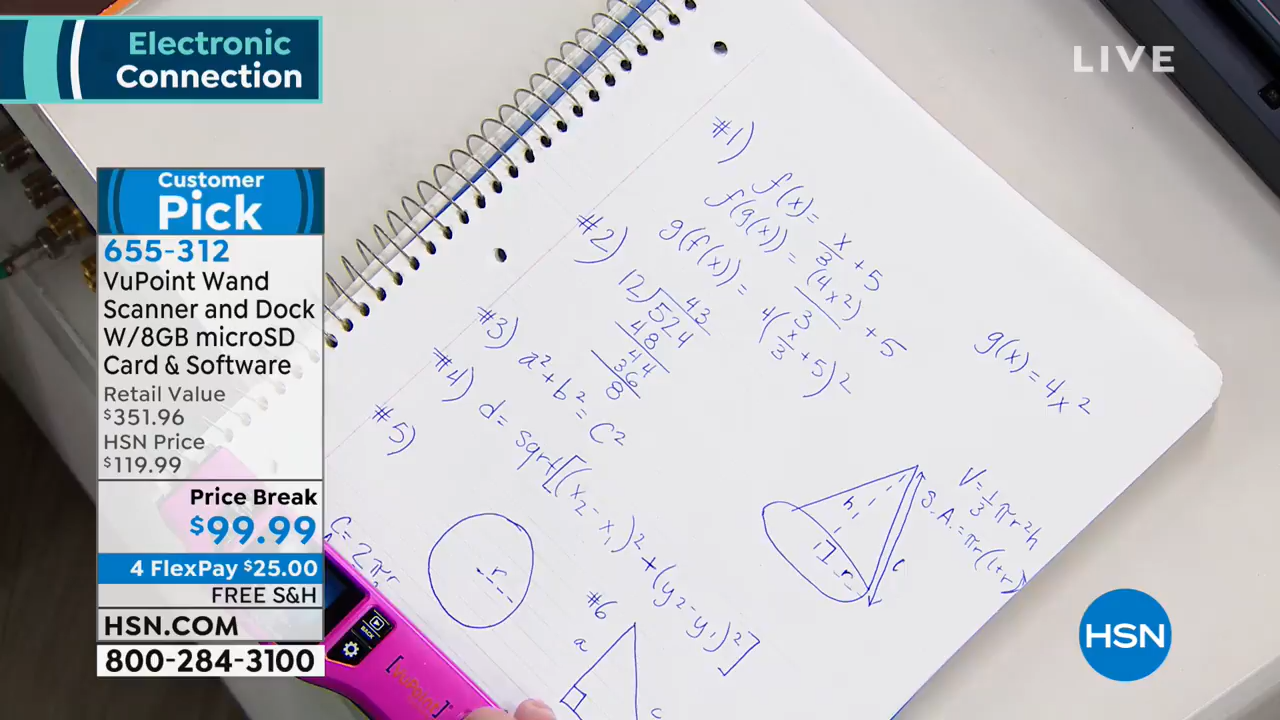 Electronic
Connection
LIVE
Customer
Pick
655-312
VuPoint Wand
Scanner and Dock
W/8GB microSD
Card & Software
Retail Value
$351.96
HSN Price
$119.99
Price Break
$99.99
4 FlexPay $25.00
FREE S&H
HSN.COM
800-284-3100
#1)
f(x) = x/3 + 5
g(x) = 4x²
f(g(x)) = (4x²)/3 + 5
g(f(x)) = 4(x/3 + 5)²
#2)
43
12)524
48
44
36
8
#3) a² + b² = c²
#4) d = sqrt[(x₂ - x₁)² + (y₂ - y₁)²]
#5)
C = 2πr
r
h
r
V = 1/3 πr²h
S.A. = πr(l+r)
#6
a
c
BACK
[VUPOINT]
HSN